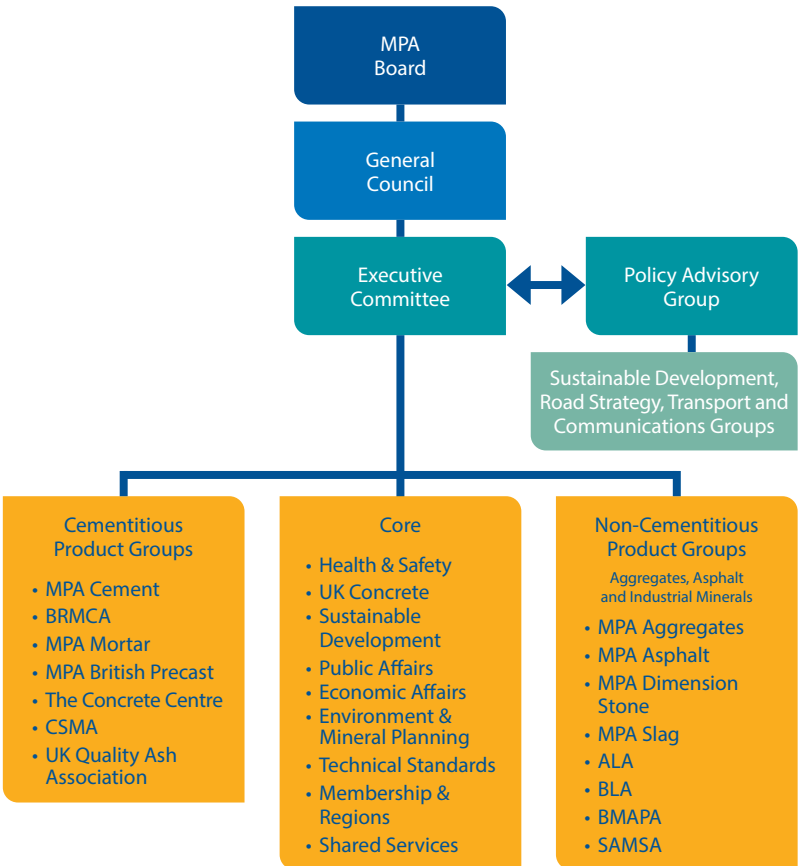 MPA
Board
General
Council
Executive
Committee
Policy Advisory
Group
Sustainable Development,
Road Strategy, Transport and
Communications Groups
Cementitious
Product Groups
• MPA Cement
• BRMCA
• MPA Mortar
• MPA British Precast
• The Concrete Centre
• CSMA
• UK Quality Ash
Association
Core
• Health & Safety
• UK Concrete
• Sustainable
Development
• Public Affairs
• Economic Affairs
• Environment &
Mineral Planning
• Technical Standards
• Membership &
Regions
• Shared Services
Non-Cementitious
Product Groups
Aggregates, Asphalt
and Industrial Minerals
• MPA Aggregates
• MPA Asphalt
• MPA Dimension
Stone
• MPA Slag
• ALA
• BLA
• BMAPA
• SAMSA